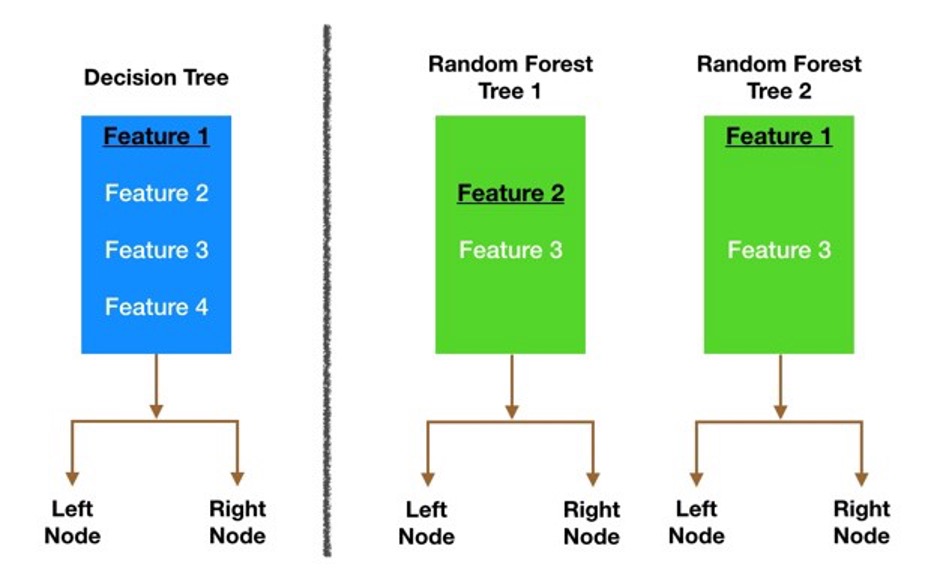 Decision Tree
Feature 1
Feature 2
Feature 3
Feature 4
Left
Node
Right
Node
Random Forest
Tree 1
Feature 2
Feature 3
Left
Node
Right
Node
Random Forest
Tree 2
Feature 1
Feature 3
Left
Node
Right
Node